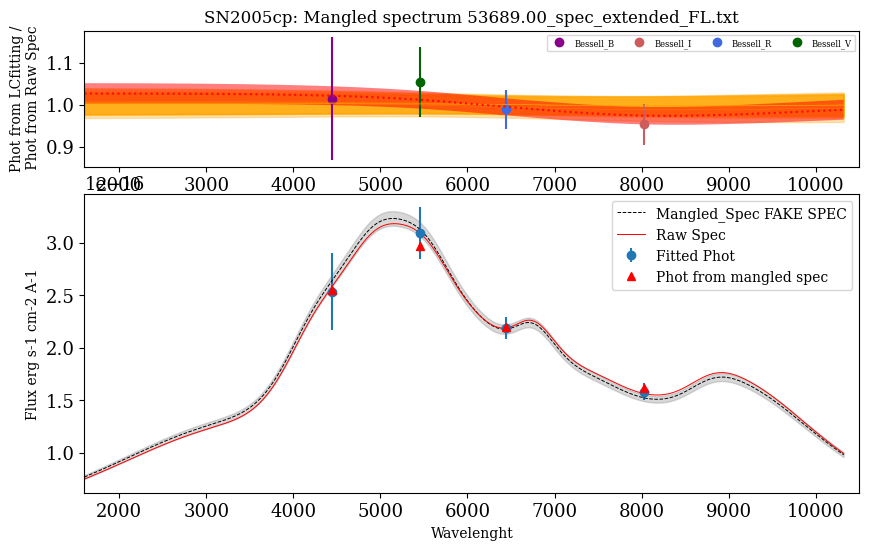 SN2005cp: Mangled spectrum 53689.00_spec_extended_FL.txt
Phot from LCfitting /
Phot from Raw Spec
1.1
1.0
0.9
Bessell_B
Bessell_I
Bessell_R
Bessell_V
2000 3000 4000 5000 6000 7000 8000 9000 10000
1e−16
Flux erg s-1 cm-2 A-1
3.0
2.5
2.0
1.5
1.0
Mangled_Spec FAKE SPEC
Raw Spec
Fitted Phot
Phot from mangled spec
2000 3000 4000 5000 6000 7000 8000 9000 10000
Wavelenght